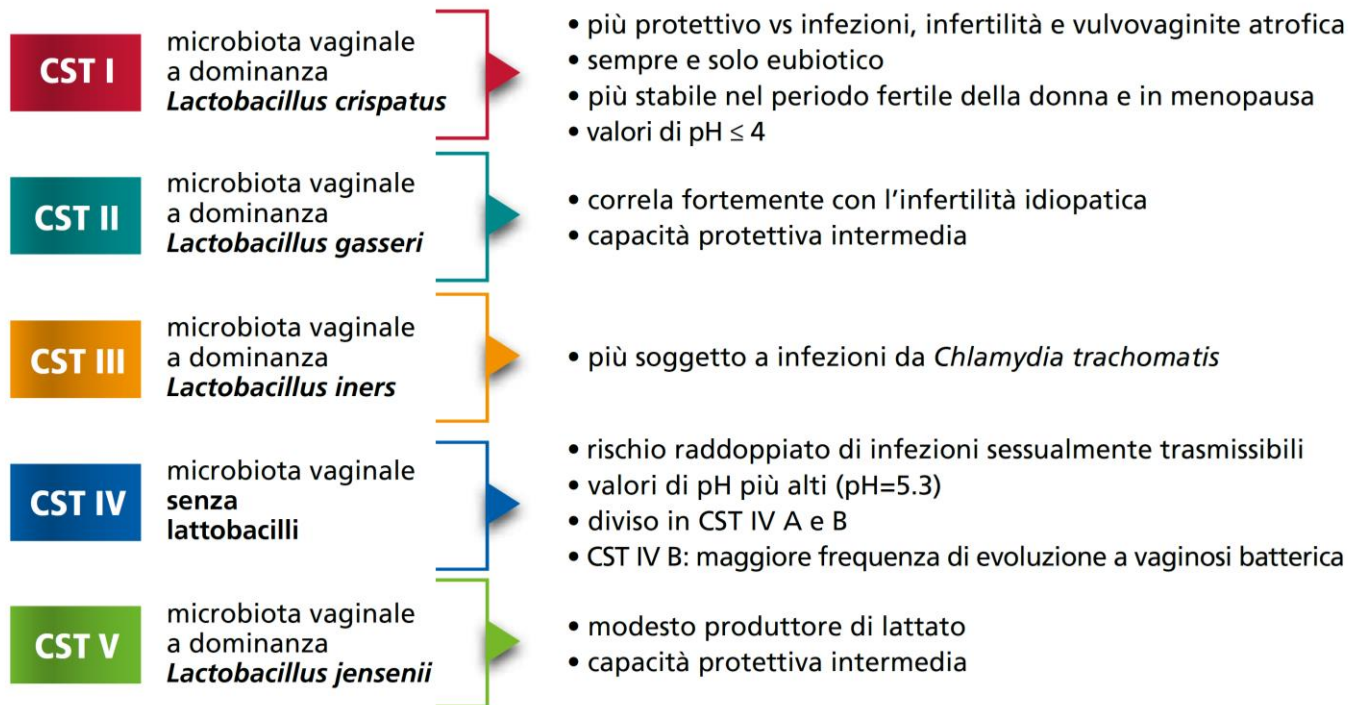 CST I
microbiota vaginale
a dominanza
Lactobacillus crispatus
• più protettivo vs infezioni, infertilità e vulvovaginite atrofica
• sempre e solo eubiotico
• più stabile nel periodo fertile della donna e in menopausa
• valori di pH ≤ 4
CST II
microbiota vaginale
a dominanza
Lactobacillus gasseri
• correla fortemente con l'infertilità idiopatica
• capacità protettiva intermedia
CST III
microbiota vaginale
a dominanza
Lactobacillus iners
• più soggetto a infezioni da Chlamydia trachomatis
CST IV
microbiota vaginale
senza
lattobacilli
• rischio raddoppiato di infezioni sessualmente trasmissibili
• valori di pH più alti (pH=5.3)
• diviso in CST IV A e B
• CST IV B: maggiore frequenza di evoluzione a vaginosi batterica
CST V
microbiota vaginale
a dominanza
Lactobacillus jensenii
• modesto produttore di lattato
• capacità protettiva intermedia